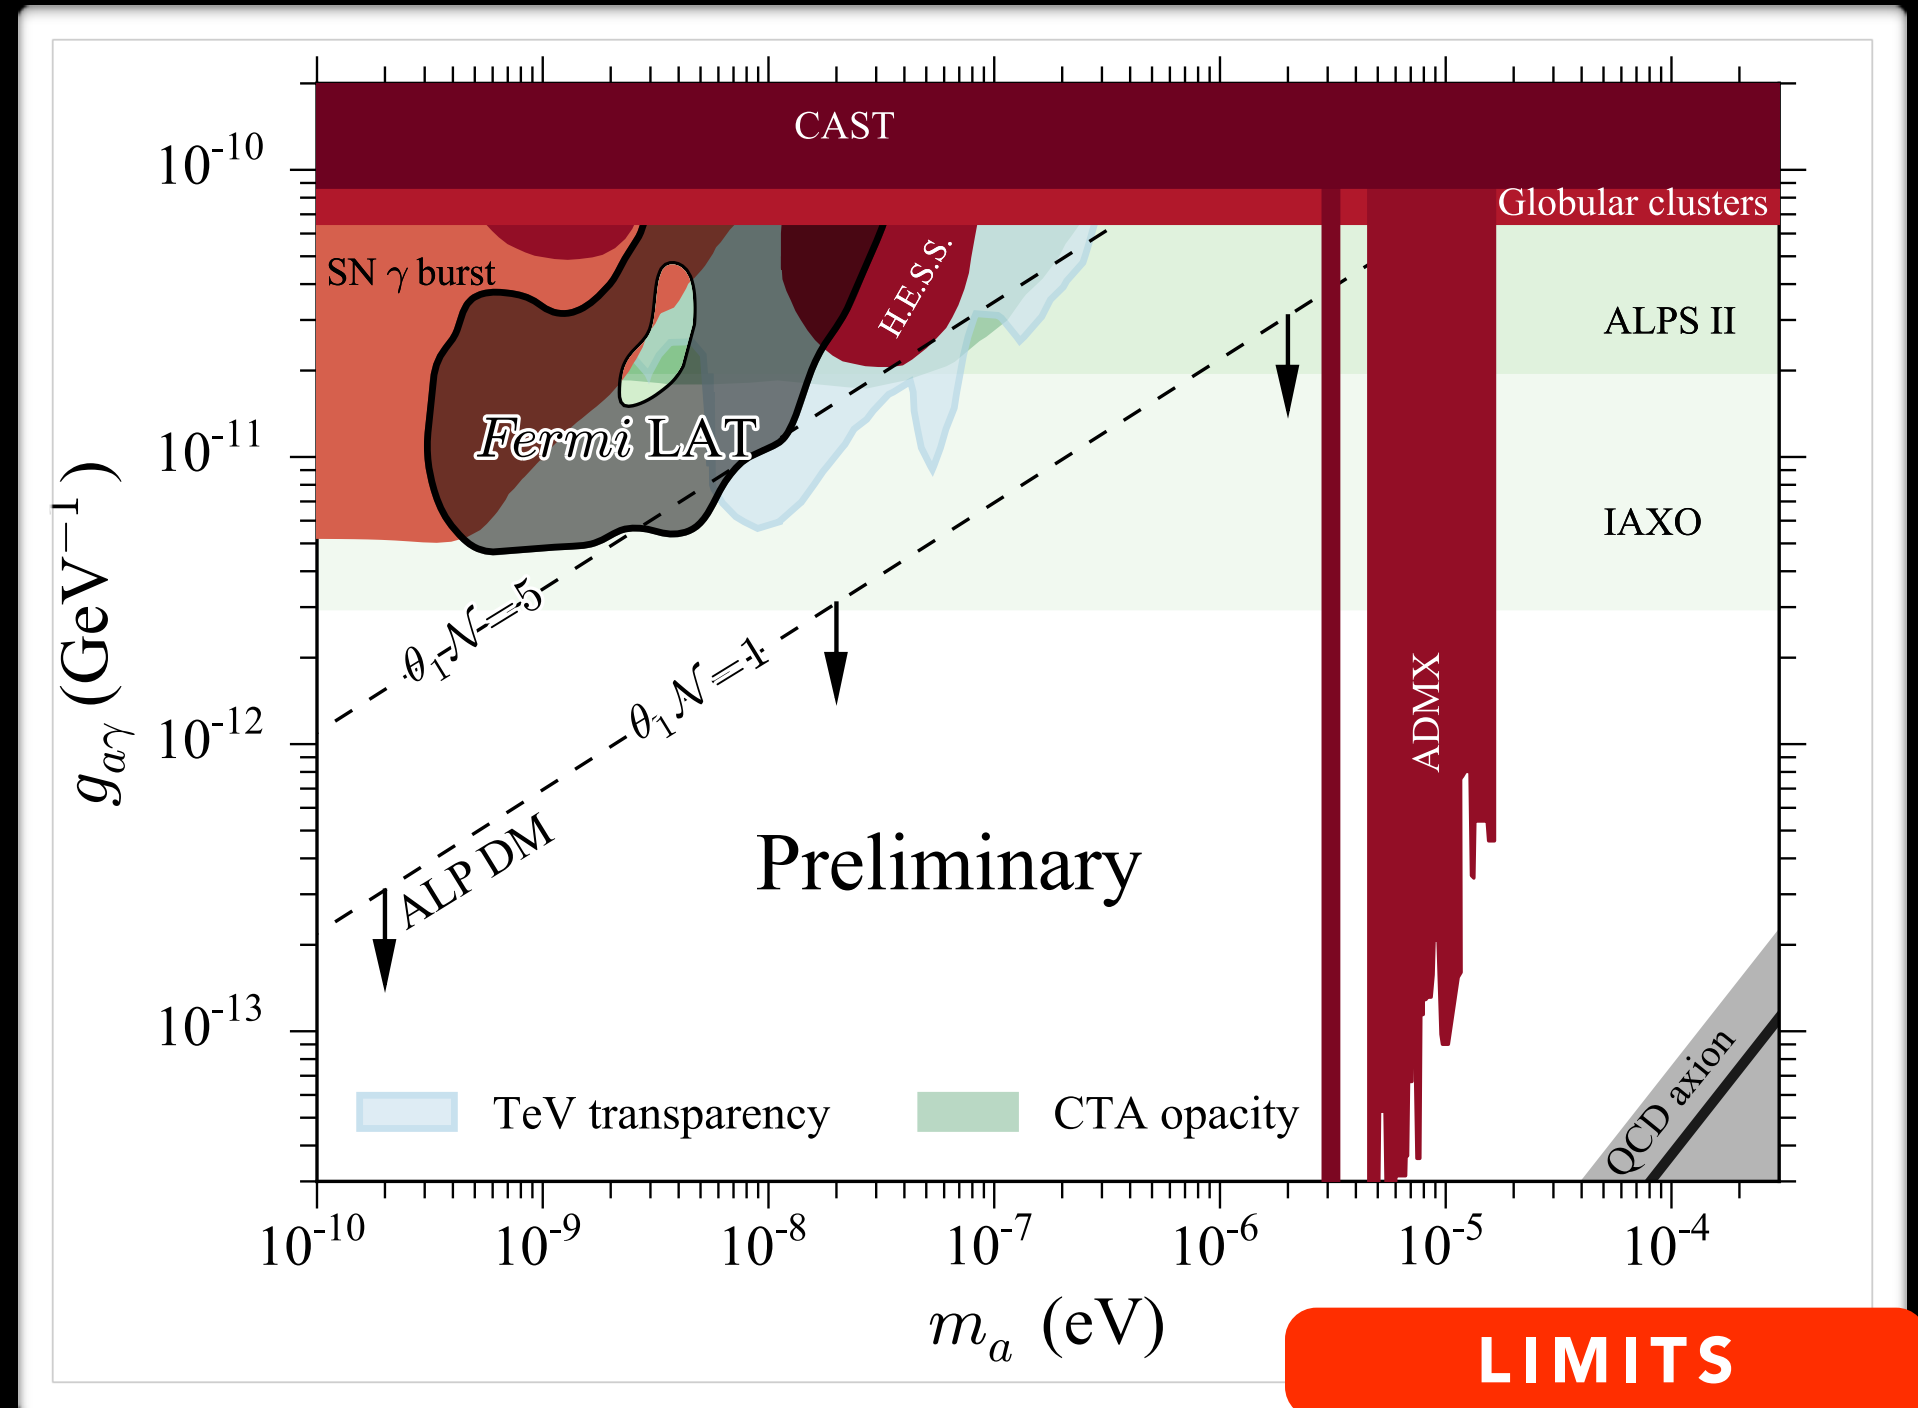 CAST
10⁻¹⁰
Globular clusters
SN γ burst
H.E.S.S.
ALPS II
10⁻¹¹
Fermi LAT
IAXO
g_{aγ} (GeV⁻¹)
θ₁𝒩=5
θ₁𝒩=1
ADMX
10⁻¹²
ALP DM
Preliminary
10⁻¹³
QCD axion
TeV transparency
CTA opacity
10⁻¹⁰ 10⁻⁹ 10⁻⁸ 10⁻⁷ 10⁻⁶ 10⁻⁵ 10⁻⁴
m_a (eV)
LIMITS